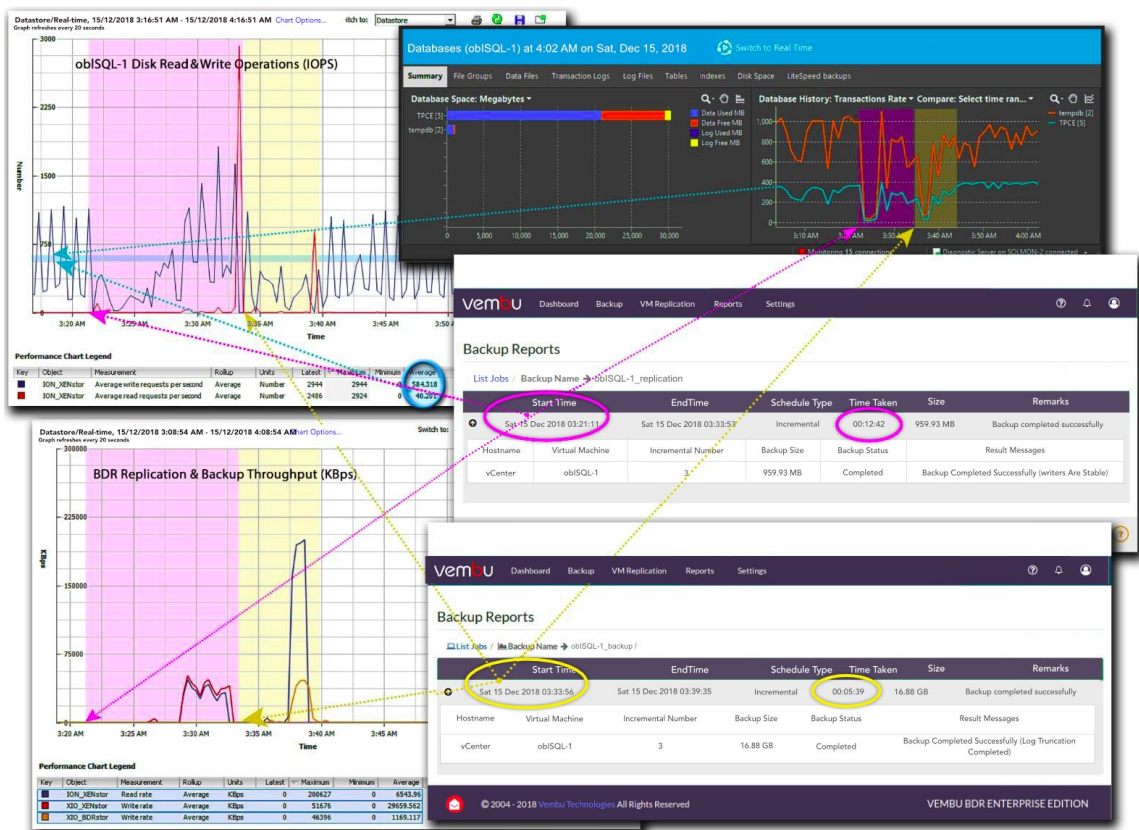 Datastore/Real-time, 15/12/2018 3:16:51 AM - 15/12/2018 4:16:51 AM Chart Options... itch to: Datastore
Graph refreshes every 20 seconds
3000
oblSQL-1 Disk Read & Write Operations (IOPS)
2250
Number
1500
750
3:20 AM 3:25 AM 3:30 AM 3:35 AM 3:40 AM 3:45 AM 3:50 A
Time
Performance Chart Legend
Key Object Measurement Rollup Units Latest Maximum Minimum Average
ION_XENstor Average write requests per second Average Number 2944 2944 0 584.318
ION_XENstor Average read requests per second Average Number 2486 2924 0 40.201
Databases (oblSQL-1) at 4:02 AM on Sat, Dec 15, 2018 Switch to Real Time
Summary File Groups Data Files Transaction Logs Log Files Tables Indexes Disk Space LiteSpeed backups
Database Space: Megabytes
TPCE [5]
tempdb [2]
Data Used MB
Data Free MB
Log Used MB
Log Free MB
0 5,000 10,000 15,000 20,000 25,000 30,000
Database History: Transactions Rate Compare: Select time ran...
tempdb [2]
TPCE [5]
1,000
800
600
400
200
0
3:10 AM 3:30 A 3:40 AM 3:50 AM 4:00 AM
Monitoring 15 connection
Diagnostic Server on SOLMON-2 connected
vembu Dashboard Backup VM Replication Reports Settings
Backup Reports
List Jobs / Backup Name oblSQL-1_replication
Start Time EndTime Schedule Type Time Taken Size Remarks
Sat 15 Dec 2018 03:21:11 Sat 15 Dec 2018 03:33:53 Incremental 00:12:42 959.93 MB Backup completed successfully
Hostname Virtual Machine Incremental Number Backup Size Backup Status Result Messages
vCenter oblSQL-1 3 959.93 MB Completed Backup Completed Successfully (writers Are Stable)
Datastore/Real-time, 15/12/2018 3:08:54 AM - 15/12/2018 4:08:54 AM hart Options... Switch to:
Graph refreshes every 20 seconds
300000
BDR Replication & Backup Throughput (KBps)
225000
KBps
150000
75000
0
3:20 AM 3:25 AM 3:30 AM 3:35 AM 3:40 AM 3:45 AM
Time
Performance Chart Legend
Key Object Measurement Rollup Units Latest Maximum Minimum Average
ION_XENstor Read rate Average KBps 0 200627 0 6543.96
XIO_XENstor Write rate Average KBps 0 51676 0 29659.562
XIO_BDRstor Write rate Average KBps 0 46396 0 1169.117
vembu Dashboard Backup VM Replication Reports Settings
Backup Reports
List Jobs / Backup Name oblSQL-1_backup /
Start Time EndTime Schedule Type Time Taken Size Remarks
Sat 15 Dec 2018 03:33:56 Sat 15 Dec 2018 03:39:35 Incremental 00:05:39 16.88 GB Backup completed successfully
Hostname Virtual Machine Incremental Number Backup Size Backup Status Result Messages
vCenter oblSQL-1 3 16.88 GB Completed Backup Completed Successfully (Log Truncation
Completed)
© 2004 - 2018 Vembu Technologies All Rights Reserved VEMBU BDR ENTERPRISE EDITION